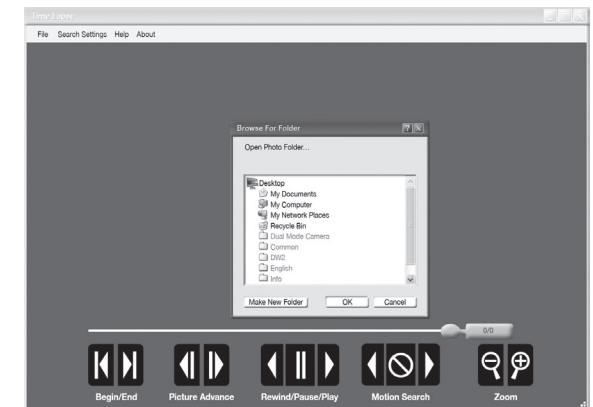 Time Lapse
File Search Settings Help About
Browse For Folder
Open Photo Folder...
Desktop
My Documents
My Computer
My Network Places
Recycle Bin
Dual Mode Camera
Common
DW2
English
Info
Make New Folder OK Cancel
0/0
Begin/End Picture Advance Rewind/Pause/Play Motion Search Zoom